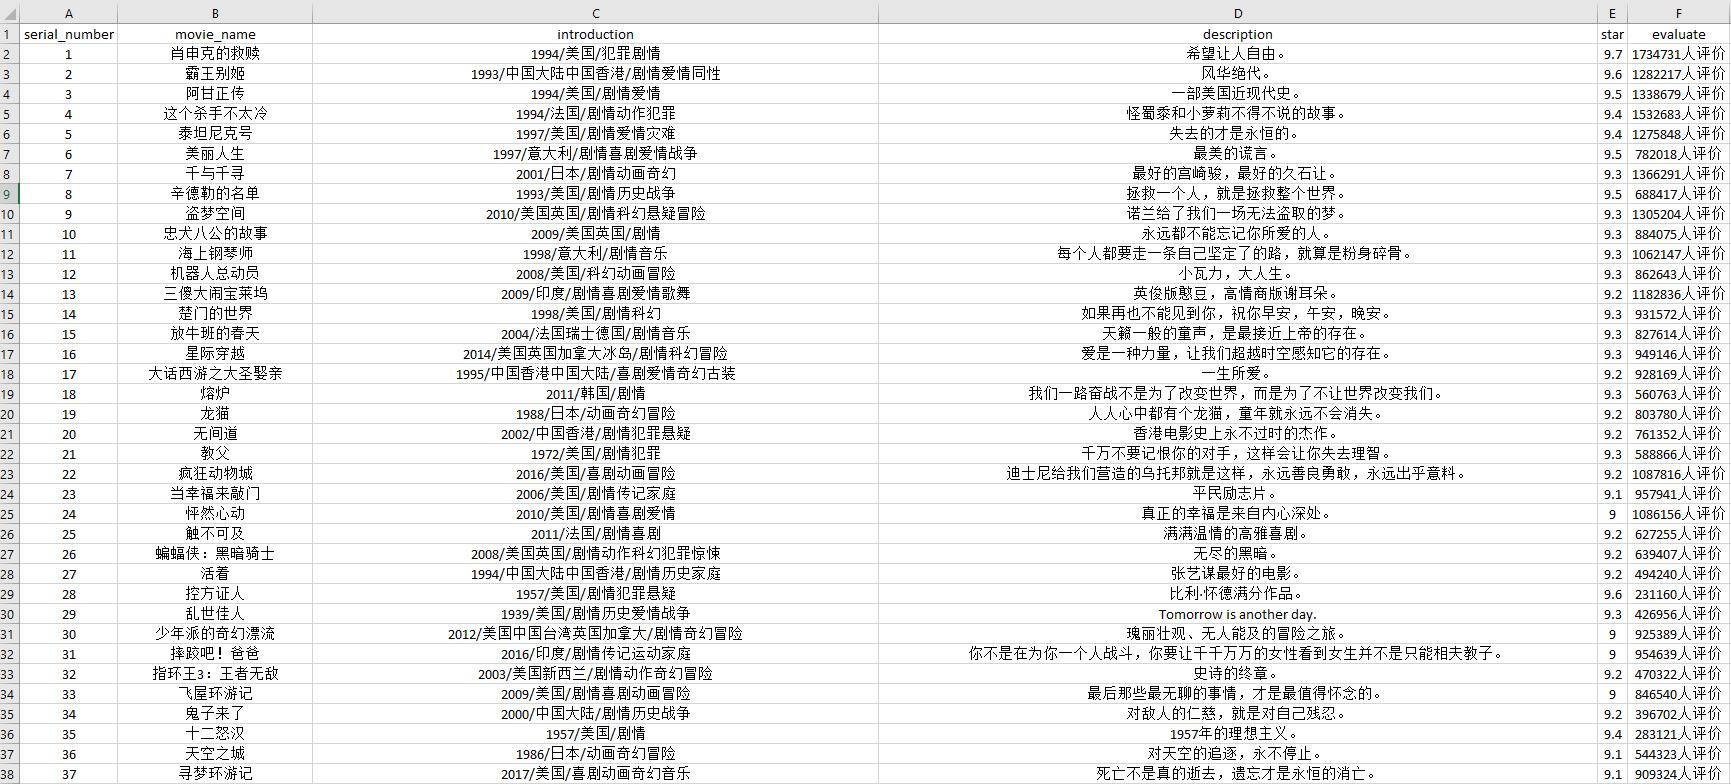 A B C D E F
1 serial_number movie_name introduction description star evaluate
2 1 肖申克的救赎 1994/美国/犯罪剧情 希望让人自由。 9.7 1734731人评价
3 2 霸王别姬 1993/中国大陆中国香港/剧情爱情同性 风华绝代。 9.6 1282217人评价
4 3 阿甘正传 1994/美国/剧情爱情 一部美国近现代史。 9.5 1338679人评价
5 4 这个杀手不太冷 1994/法国/剧情动作犯罪 怪蜀黍和小萝莉不得不说的故事。 9.4 1532683人评价
6 5 泰坦尼克号 1997/美国/剧情爱情灾难 失去的才是永恒的。 9.4 1275848人评价
7 6 美丽人生 1997/意大利/剧情喜剧爱情战争 最美的谎言。 9.5 782018人评价
8 7 千与千寻 2001/日本/剧情动画奇幻 最好的宫崎骏，最好的久石让。 9.3 1366291人评价
9 8 辛德勒的名单 1993/美国/剧情历史战争 拯救一个人，就是拯救整个世界。 9.5 688417人评价
10 9 盗梦空间 2010/美国英国/剧情科幻悬疑冒险 诺兰给了我们一场无法盗取的梦。 9.3 1305204人评价
11 10 忠犬八公的故事 2009/美国英国/剧情 永远都不能忘记你所爱的人。 9.3 884075人评价
12 11 海上钢琴师 1998/意大利/剧情音乐 每个人都要走一条自己坚定了的路，就算是粉身碎骨。 9.3 1062147人评价
13 12 机器人总动员 2008/美国/科幻动画冒险 小瓦力，大人生。 9.3 862643人评价
14 13 三傻大闹宝莱坞 2009/印度/剧情喜剧爱情歌舞 英俊版憨豆，高情商版谢耳朵。 9.2 1182836人评价
15 14 楚门的世界 1998/美国/剧情科幻 如果再也不能见到你，祝你早安，午安，晚安。 9.3 931572人评价
16 15 放牛班的春天 2004/法国瑞士德国/剧情音乐 天籁一般的童声，是最接近上帝的存在。 9.3 827614人评价
17 16 星际穿越 2014/美国英国加拿大冰岛/剧情科幻冒险 爱是一种力量，让我们超越时空感知它的存在。 9.3 949146人评价
18 17 大话西游之大圣娶亲 1995/中国香港中国大陆/喜剧爱情奇幻古装 一生所爱。 9.2 928169人评价
19 18 熔炉 2011/韩国/剧情 我们一路奋战不是为了改变世界，而是为了不让世界改变我们。 9.3 560763人评价
20 19 龙猫 1988/日本/动画奇幻冒险 人人心中都有个龙猫，童年就永远不会消失。 9.2 803780人评价
21 20 无间道 2002/中国香港/剧情犯罪悬疑 香港电影史上永不过时的杰作。 9.2 761352人评价
22 21 教父 1972/美国/剧情犯罪 千万不要记恨你的对手，这样会让你失去理智。 9.3 588866人评价
23 22 疯狂动物城 2016/美国/喜剧动画冒险 迪士尼给我们营造的乌托邦就是这样，永远善良勇敢，永远出乎意料。 9.2 1087816人评价
24 23 当幸福来敲门 2006/美国/剧情传记家庭 平民励志片。 9.1 957941人评价
25 24 怦然心动 2010/美国/剧情喜剧爱情 真正的幸福是来自内心深处。 9 1086156人评价
26 25 触不可及 2011/法国/剧情喜剧 满满温情的高雅喜剧。 9.2 627255人评价
27 26 蝙蝠侠：黑暗骑士 2008/美国英国/剧情动作科幻犯罪惊悚 无尽的黑暗。 9.2 639407人评价
28 27 活着 1994/中国大陆中国香港/剧情历史家庭 张艺谋最好的电影。 9.2 494240人评价
29 28 控方证人 1957/美国/剧情犯罪悬疑 比利·怀德满分作品。 9.6 231160人评价
30 29 乱世佳人 1939/美国/剧情历史爱情战争 Tomorrow is another day. 9.3 426956人评价
31 30 少年派的奇幻漂流 2012/美国中国台湾英国加拿大/剧情奇幻冒险 瑰丽壮观、无人能及的冒险之旅。 9 925389人评价
32 31 摔跤吧！爸爸 2016/印度/剧情传记运动家庭 你不是在为你一个人战斗，你要让千千万万的女性看到女生并不是只能相夫教子。 9 954639人评价
33 32 指环王3：王者无敌 2003/美国新西兰/剧情动作奇幻冒险 史诗的终章。 9.2 470322人评价
34 33 飞屋环游记 2009/美国/剧情喜剧动画冒险 最后那些最无聊的事情，才是最值得怀念的。 9 846540人评价
35 34 鬼子来了 2000/中国大陆/剧情历史战争 对敌人的仁慈，就是对自己残忍。 9.2 396702人评价
36 35 十二怒汉 1957/美国/剧情 1957年的理想主义。 9.4 283121人评价
37 36 天空之城 1986/日本/动画奇幻冒险 对天空的追逐，永不停止。 9.1 544323人评价
38 37 寻梦环游记 2017/美国/喜剧动画奇幻音乐 死亡不是真的逝去，遗忘才是永恒的消亡。 9.1 909324人评价